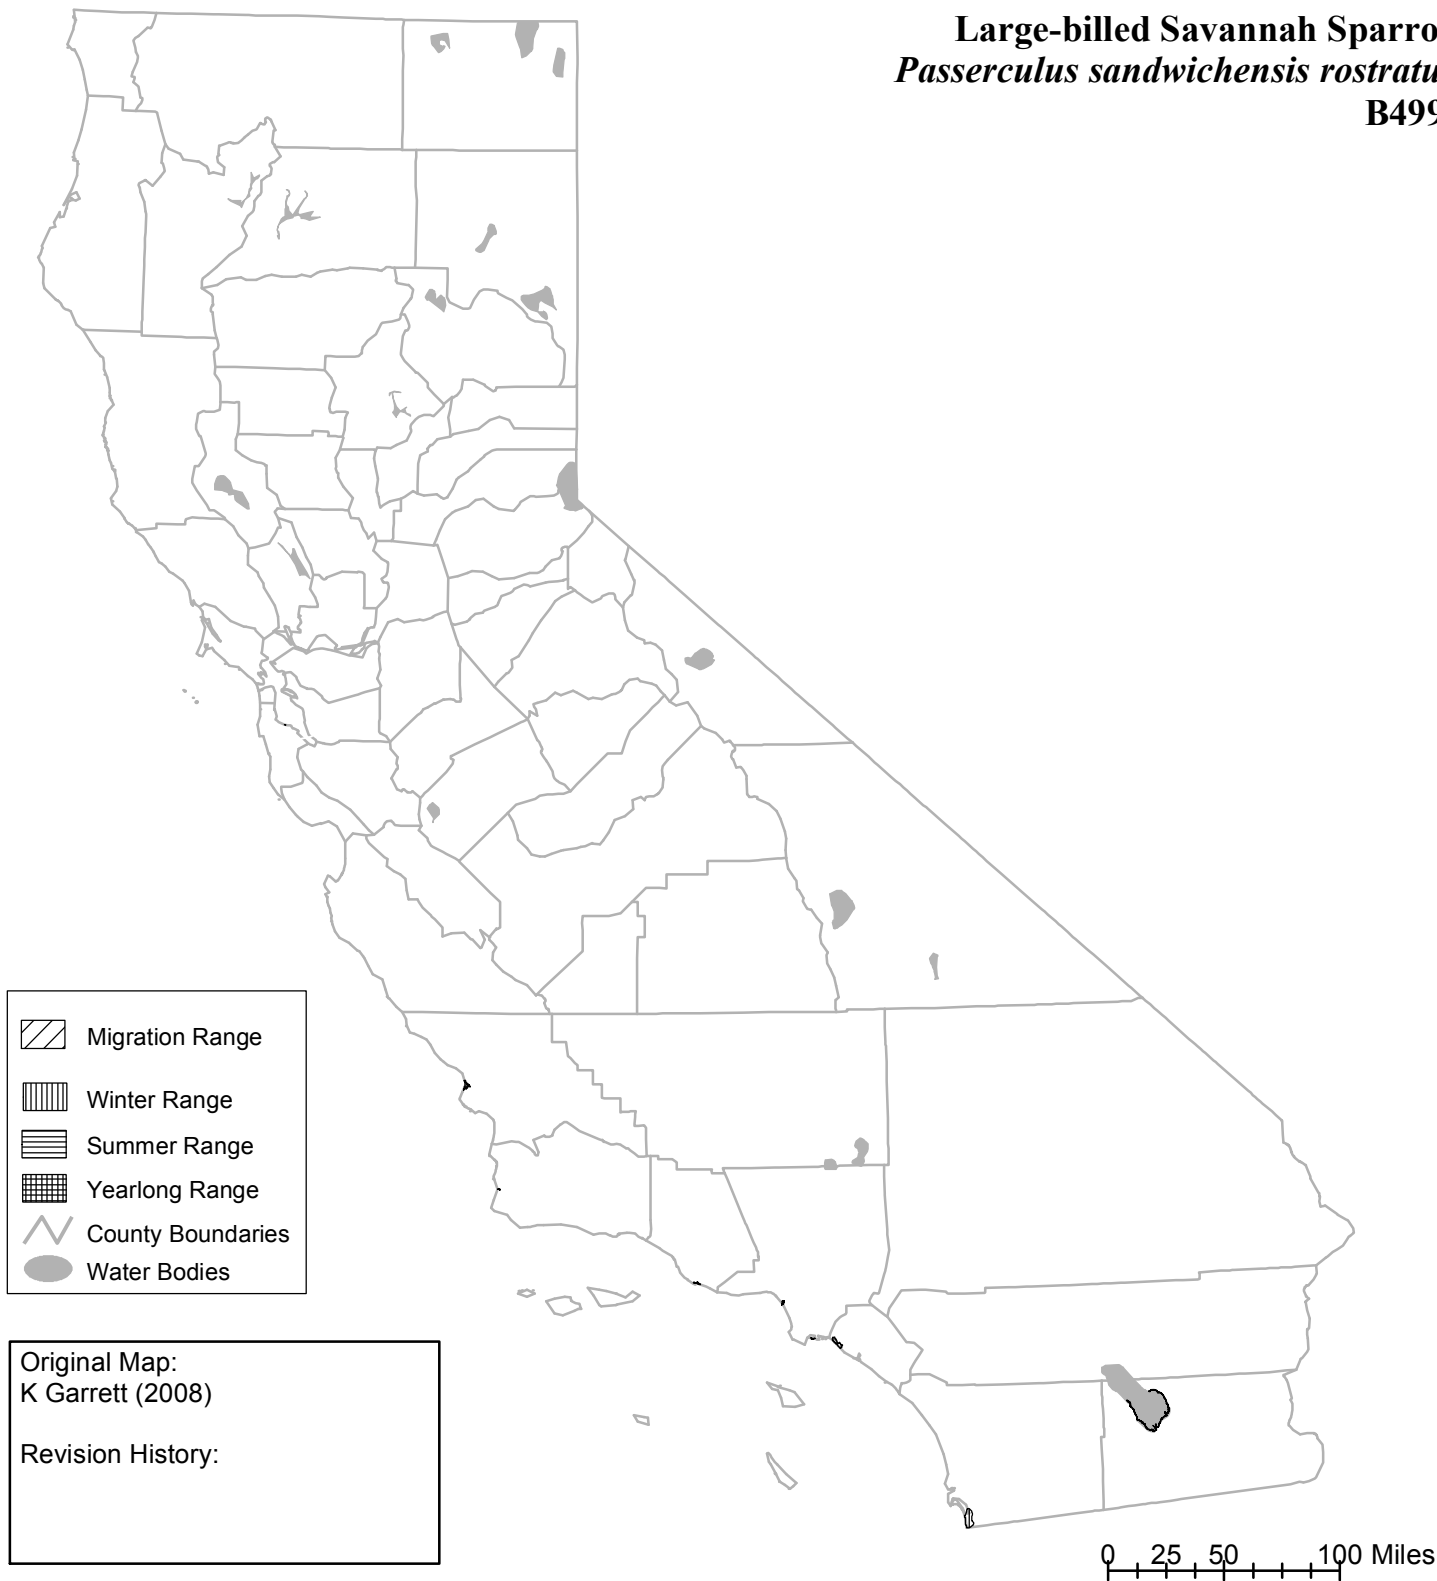 Large-billed Savannah Sparro
Passerculus sandwichensis rostratu
B499
Migration Range
Winter Range
Summer Range
Yearlong Range
County Boundaries
Water Bodies
Original Map:
K Garrett (2008)
Revision History:
0 25 50 100 Miles